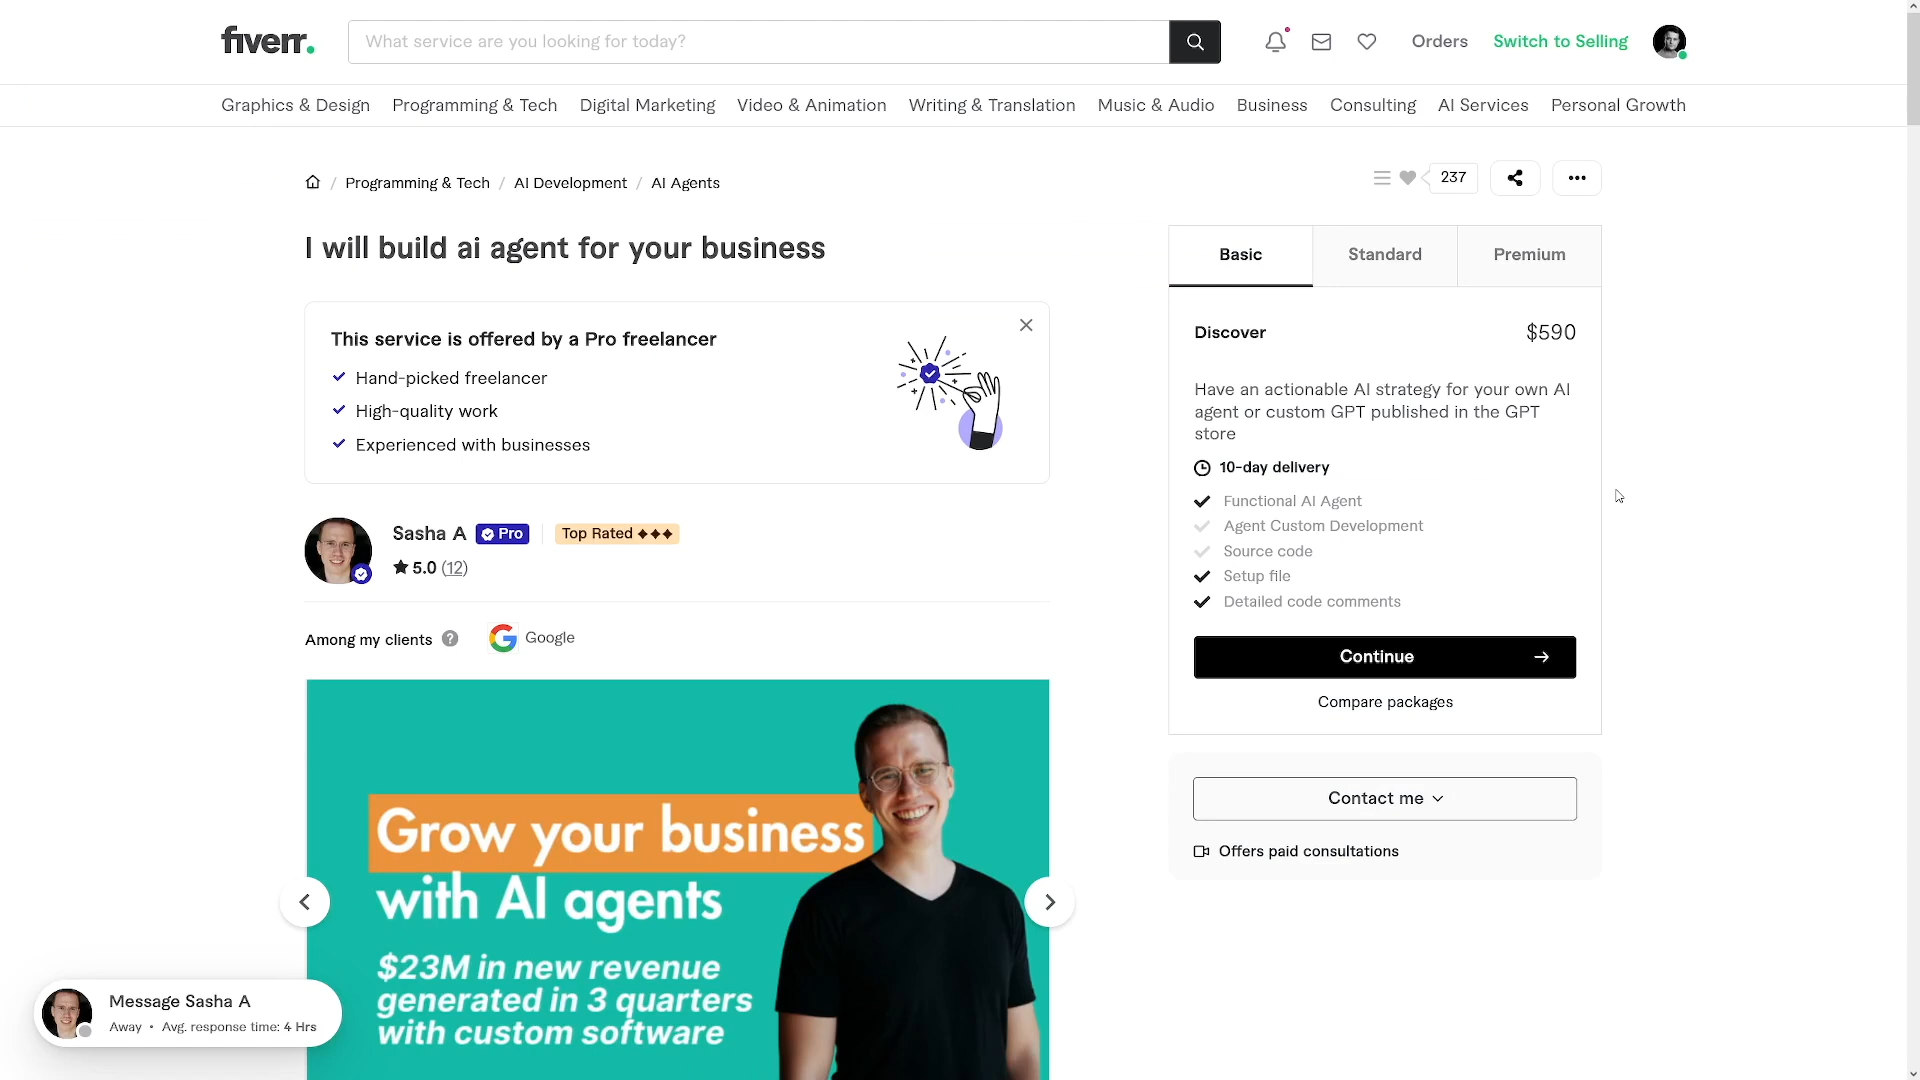 fiverr.
What service are you looking for today?
Orders
Switch to Selling
Graphics & Design
Programming & Tech
Digital Marketing
Video & Animation
Writing & Translation
Music & Audio
Business
Consulting
AI Services
Personal Growth
/ Programming & Tech / AI Development / AI Agents
237
I will build ai agent for your business
This service is offered by a Pro freelancer
Hand-picked freelancer
High-quality work
Experienced with businesses
Sasha A
Pro
Top Rated
5.0 (12)
Among my clients
?
Google
Grow your business
with AI agents
$23M in new revenue
generated in 3 quarters
with custom software
Message Sasha A
Away • Avg. response time: 4 Hrs
Basic
Standard
Premium
Discover
$590
Have an actionable AI strategy for your own AI
agent or custom GPT published in the GPT
store
10-day delivery
Functional AI Agent
Agent Custom Development
Source code
Setup file
Detailed code comments
Continue
Compare packages
Contact me
Offers paid consultations